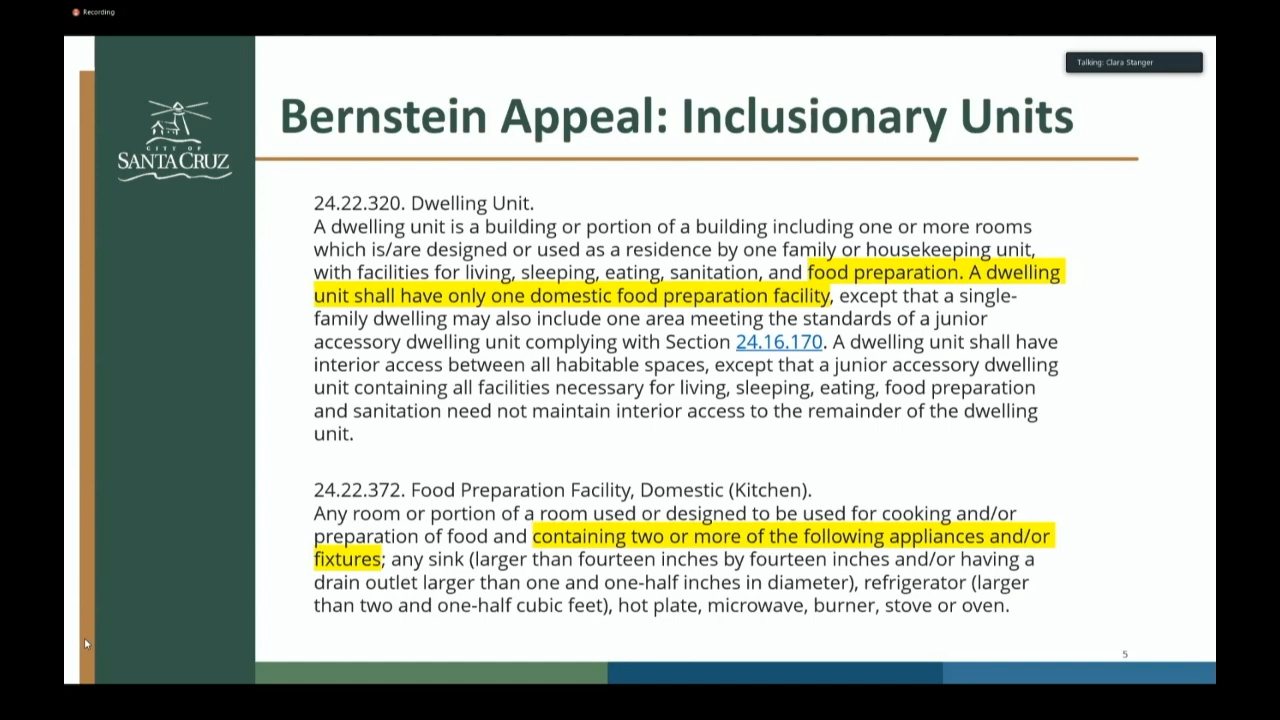 Recording
Talking: Clara Stanger
CITY OF
SANTA CRUZ
Bernstein Appeal: Inclusionary Units
24.22.320. Dwelling Unit.
A dwelling unit is a building or portion of a building including one or more rooms
which is/are designed or used as a residence by one family or housekeeping unit,
with facilities for living, sleeping, eating, sanitation, and food preparation. A dwelling
unit shall have only one domestic food preparation facility, except that a single-
family dwelling may also include one area meeting the standards of a junior
accessory dwelling unit complying with Section 24.16.170. A dwelling unit shall have
interior access between all habitable spaces, except that a junior accessory dwelling
unit containing all facilities necessary for living, sleeping, eating, food preparation
and sanitation need not maintain interior access to the remainder of the dwelling
unit.
24.22.372. Food Preparation Facility, Domestic (Kitchen).
Any room or portion of a room used or designed to be used for cooking and/or
preparation of food and containing two or more of the following appliances and/or
fixtures; any sink (larger than fourteen inches by fourteen inches and/or having a
drain outlet larger than one and one-half inches in diameter), refrigerator (larger
than two and one-half cubic feet), hot plate, microwave, burner, stove or oven.
5